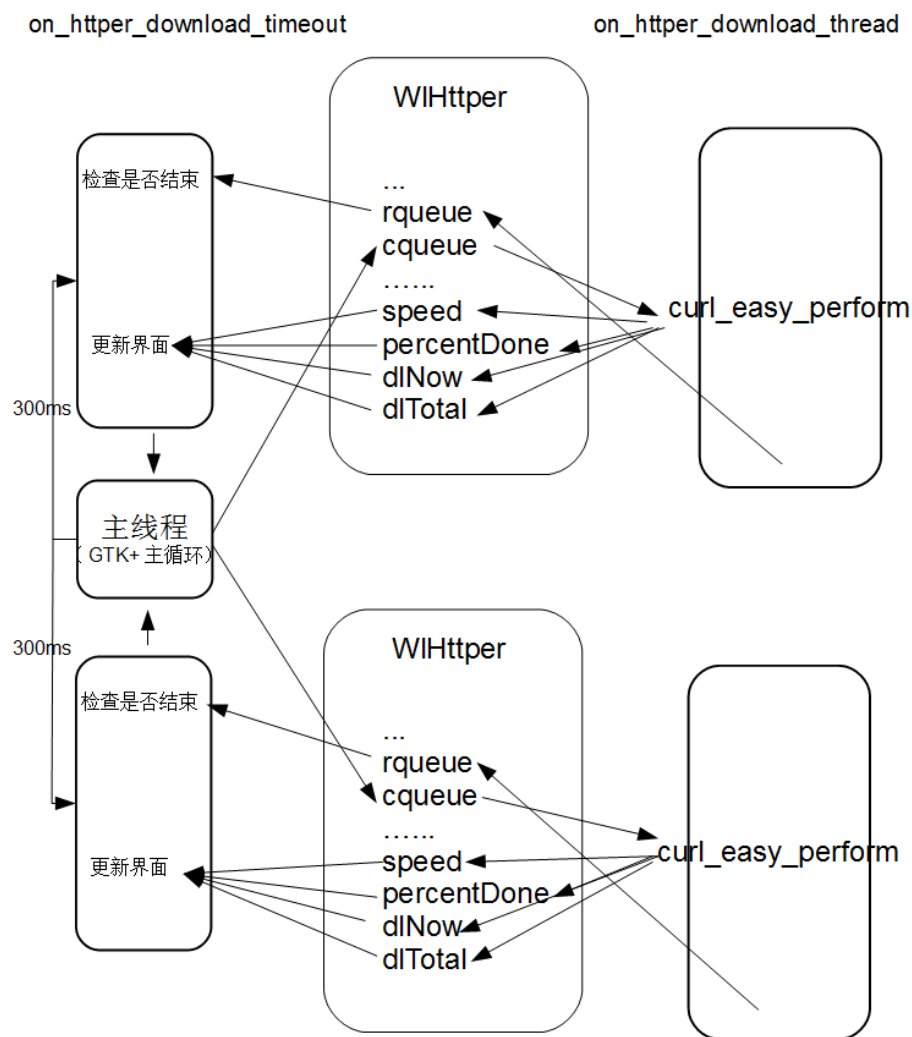 on_httper_download_timeout
on_httper_download_thread
WlHttper
检查是否结束
...
rqueue
cqueue
……
speed
curl_easy_perform
更新界面
percentDone
dlNow
300ms
dlTotal
主线程
（ GTK+ 主循环）
300ms
WlHttper
检查是否结束
...
rqueue
cqueue
……
speed
curl_easy_perform
更新界面
percentDone
dlNow
dlTotal